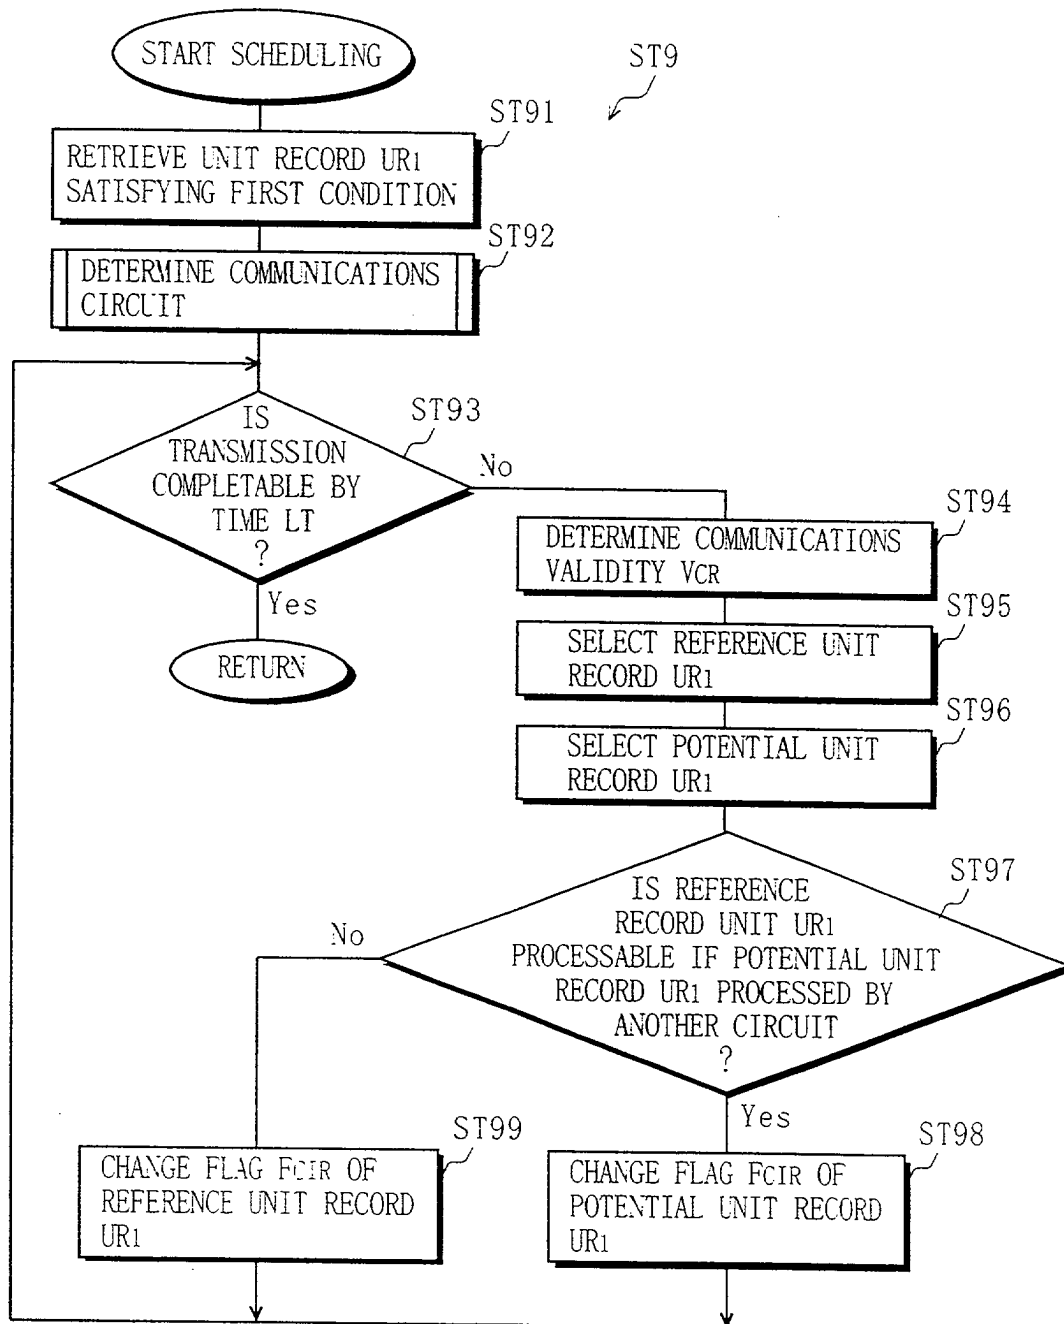 START SCHEDULING
ST9
ST91
RETRIEVE UNIT RECORD UR1
SATISFYING FIRST CONDITION
ST92
DETERMINE COMMUNICATIONS
CIRCUIT
ST93
IS
TRANSMISSION
COMPLETABLE BY
TIME LT
?
No
Yes
RETURN
ST94
DETERMINE COMMUNICATIONS
VALIDITY VCR
ST95
SELECT REFERENCE UNIT
RECORD UR1
ST96
SELECT POTENTIAL UNIT
RECORD UR1
ST97
IS REFERENCE
RECORD UNIT UR1
PROCESSABLE IF POTENTIAL UNIT
RECORD UR1 PROCESSED BY
ANOTHER CIRCUIT
?
No
Yes
ST99
CHANGE FLAG FCIR OF
REFERENCE UNIT RECORD
UR1
ST98
CHANGE FLAG FCIR OF
POTENTIAL UNIT RECORD
UR1